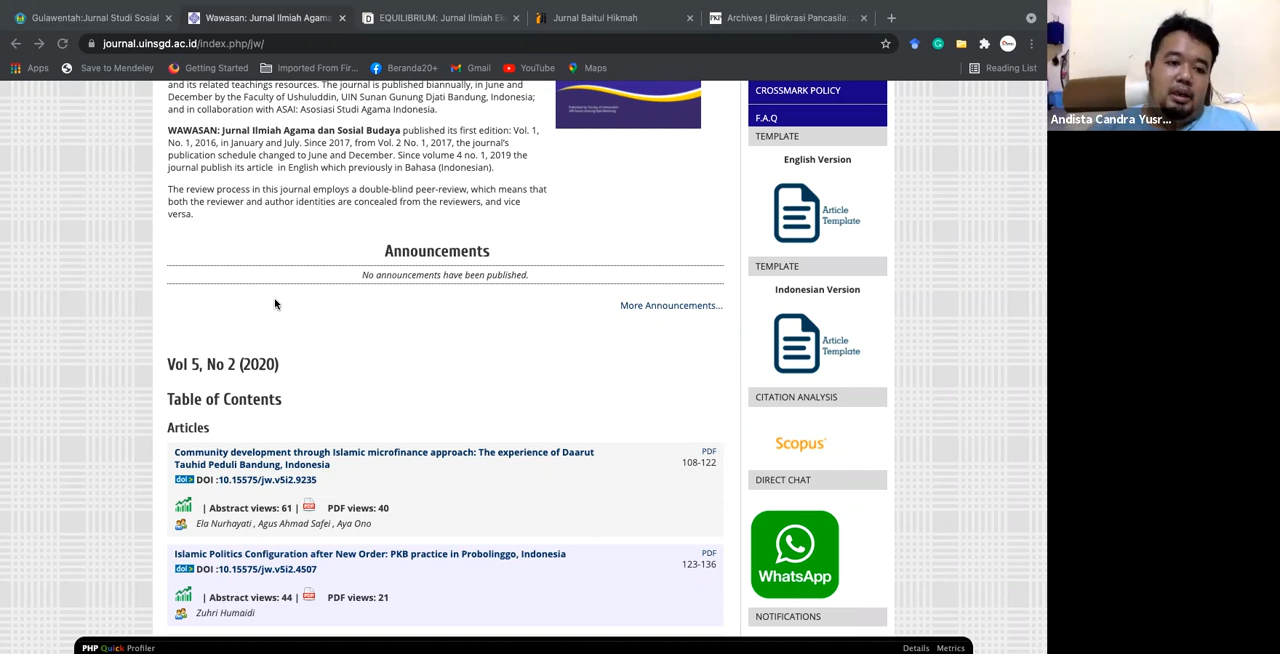 Gulawentah:Jurnal Studi Sosial
Wawasan: Jurnal Ilmiah Agama
EQUILIBRIUM: Jurnal Ilmiah Ek
Jurnal Baitul Hikmah
PKP Archives | Birokrasi Pancasila:
journal.uinsgd.ac.id/index.php/jw/
Apps
Save to Mendeley
Getting Started
Imported From Fir...
Beranda20+
Gmail
YouTube
Maps
Reading List
and its related teachings resources. The journal is published biannually, in June and
December by the Faculty of Ushuluddin, UIN Sunan Gunung Djati Bandung, Indonesia;
and in collaboration with ASAI: Asosiasi Studi Agama Indonesia.
WAWASAN: Jurnal Ilmiah Agama dan Sosial Budaya published its first edition: Vol. 1,
No. 1, 2016, in January and July. Since 2017, from Vol. 2 No. 1, 2017, the journal's
publication schedule changed to June and December. Since volume 4 no. 1, 2019 the
journal publish its article in English which previously in Bahasa (Indonesian).
The review process in this journal employs a double-blind peer-review, which means that
both the reviewer and author identities are concealed from the reviewers, and vice
versa.
Announcements
No announcements have been published.
More Announcements...
Vol 5, No 2 (2020)
Table of Contents
Articles
Community development through Islamic microfinance approach: The experience of Daarut
Tauhid Peduli Bandung, Indonesia
PDF
108-122
doi> DOI :10.15575/jw.v5i2.9235
| Abstract views: 61 | PDF views: 40
Ela Nurhayati , Agus Ahmad Safei , Aya Ono
Islamic Politics Configuration after New Order: PKB practice in Probolinggo, Indonesia
PDF
123-136
doi> DOI :10.15575/jw.v5i2.4507
| Abstract views: 44 | PDF views: 21
Zuhri Humaidi
CROSSMARK POLICY
F.A.Q
TEMPLATE
English Version
Article
Template
TEMPLATE
Indonesian Version
Article
Template
CITATION ANALYSIS
Scopus
DIRECT CHAT
WhatsApp
NOTIFICATIONS
PHP Quick Profiler
Details
Metrics
Andista Candra Yusr...